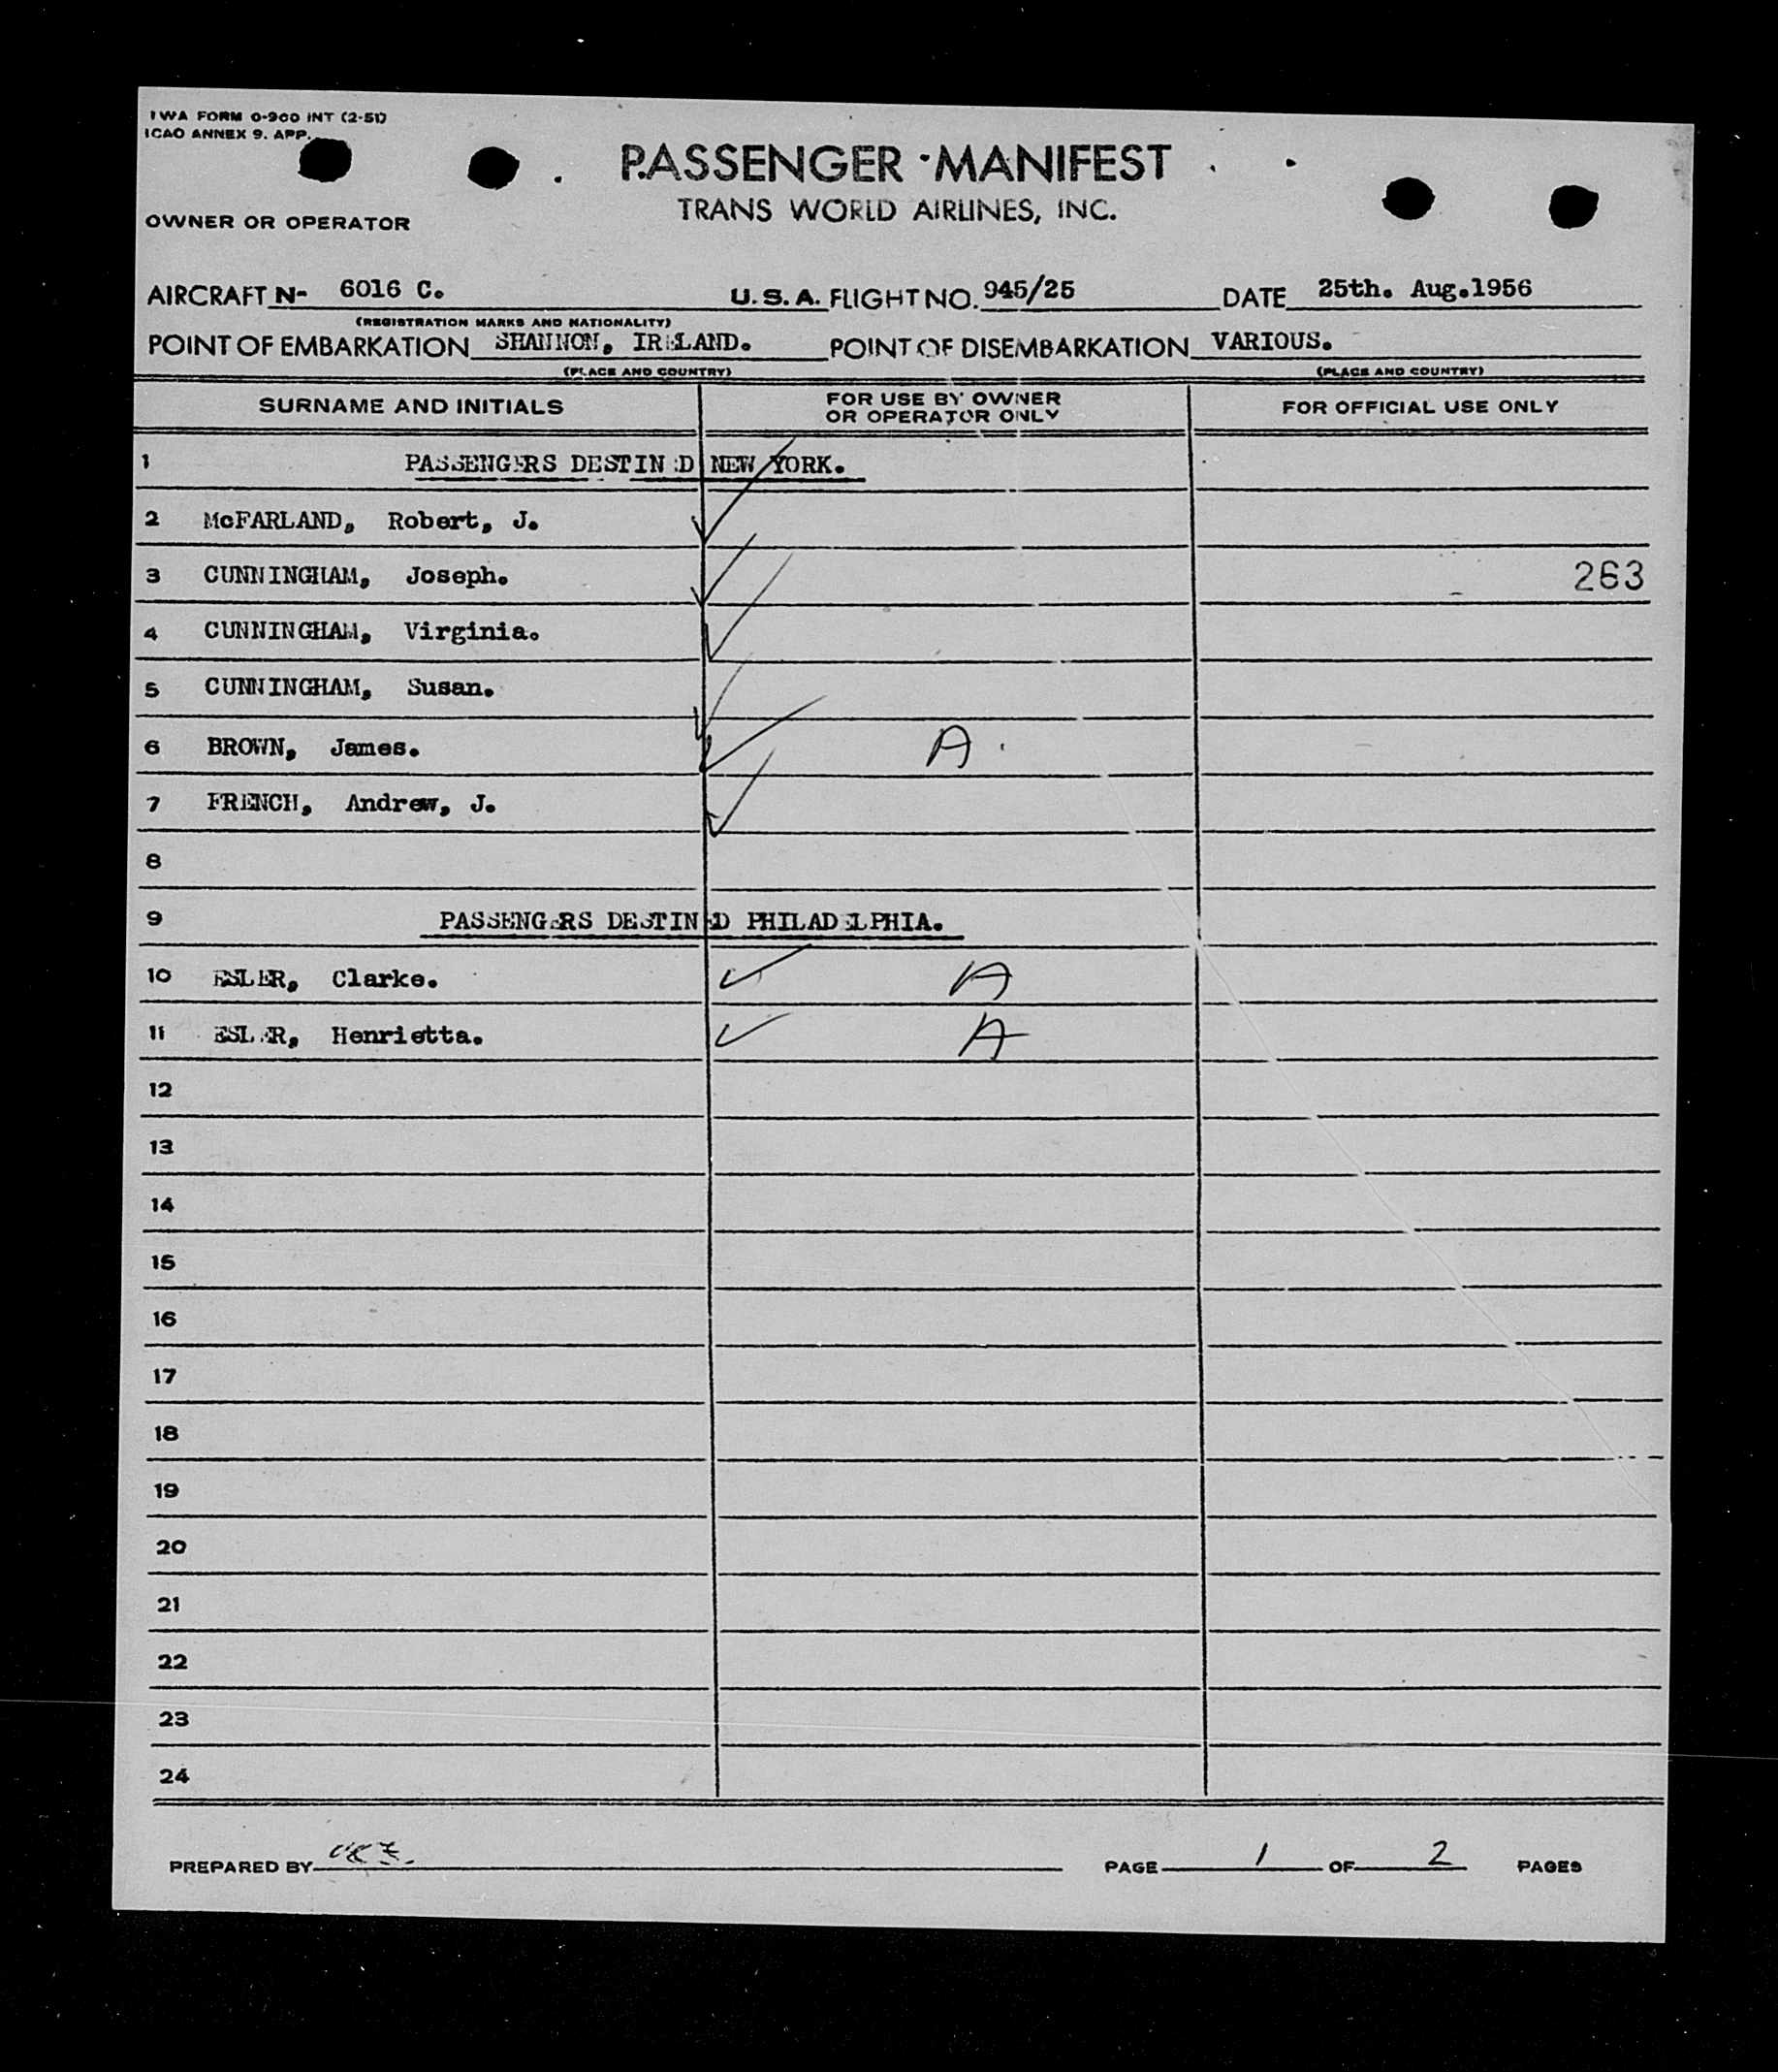 TWA FORM 0-900 INT (2-51)
ICAO ANNEX 9. APP.
PASSENGER MANIFEST
TRANS WORLD AIRLINES, INC.
OWNER OR OPERATOR
AIRCRAFT N- 6016 C. U.S.A. FLIGHT NO. 945/25 DATE 25th. Aug.1956
(REGISTRATION MARKS AND NATIONALITY)
POINT OF EMBARKATION SHANNON, IRELAND. POINT OF DISEMBARKATION VARIOUS.
(PLACE AND COUNTRY) (PLACE AND COUNTRY)
SURNAME AND INITIALS FOR USE BY OWNER OR OPERATOR ONLY FOR OFFICIAL USE ONLY
1 PASSENGERS DESTINED NEW YORK.
2 McFARLAND, Robert, J.
3 CUNNINGHAM, Joseph. 263
4 CUNNINGHAM, Virginia.
5 CUNNINGHAM, Susan.
6 BROWN, James. A
7 FRENCH, Andrew, J.
8
9 PASSENGERS DESTINED PHILADELPHIA.
10 ESLER, Clarke. A
11 ESLER, Henrietta. A
12
13
14
15
16
17
18
19
20
21
22
23
24
PREPARED BY PAGE 1 OF 2 PAGES